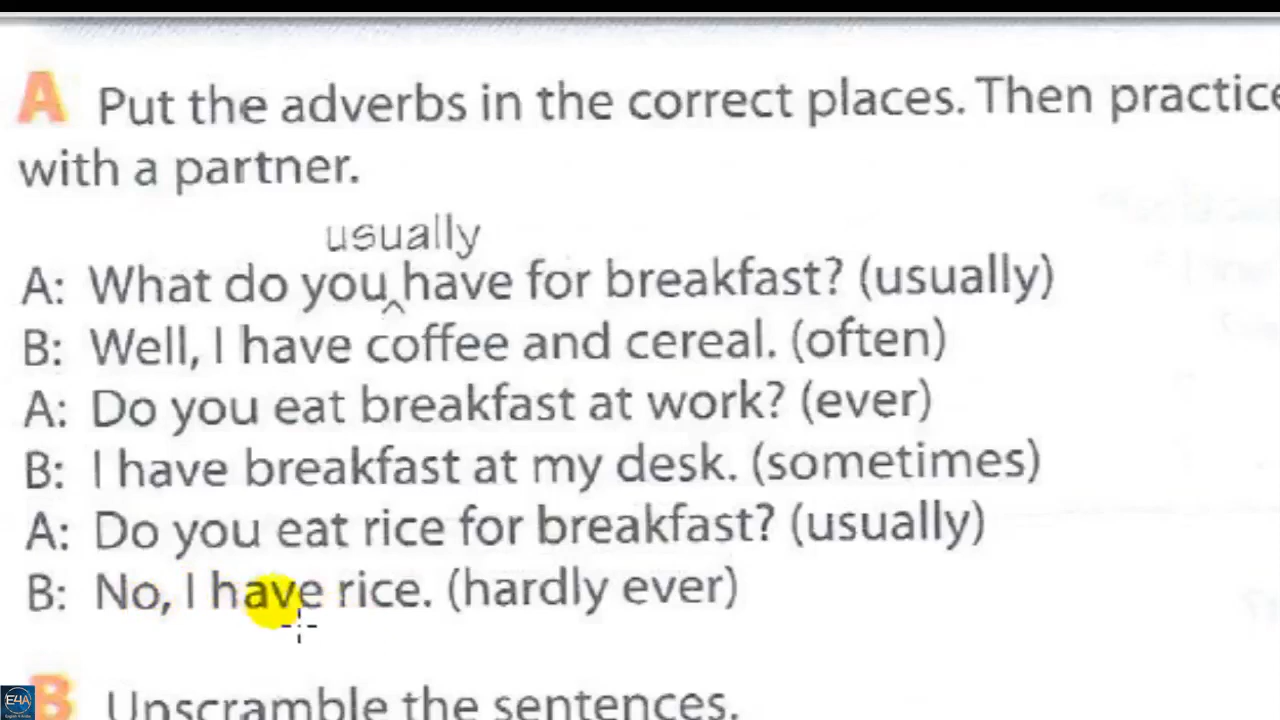 A Put the adverbs in the correct places. Then practice
with a partner.
usually
A: What do you ‸ have for breakfast? (usually)
B: Well, I have coffee and cereal. (often)
A: Do you eat breakfast at work? (ever)
B: I have breakfast at my desk. (sometimes)
A: Do you eat rice for breakfast? (usually)
B: No, I have rice. (hardly ever)
B Unscramble the sentences.
E4A